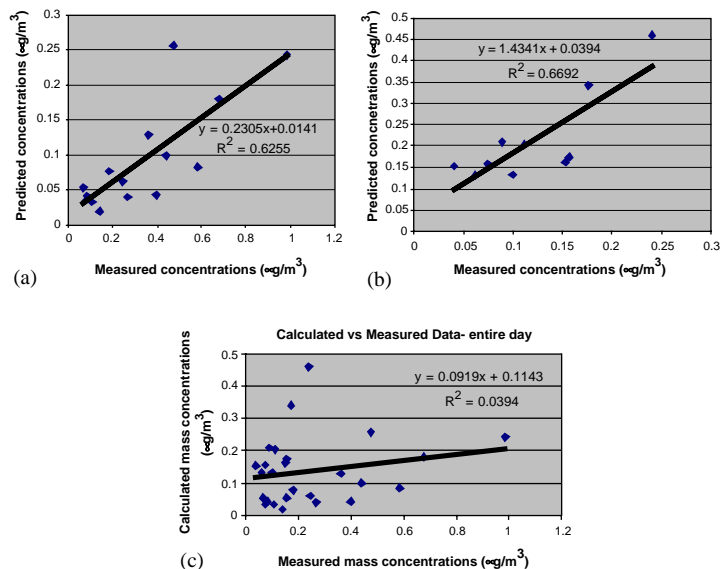 Predicted concentrations (∝g/m³)
0.3
0.25
0.2
0.15
0.1
0.05
0
y = 0.2305x+0.0141
R² = 0.6255
0 0.2 0.4 0.6 0.8 1 1.2
Measured concentrations (∝g/m³)
(a)
Predicted concnetrations (∝g/m³)
0.5
0.45
0.4
0.35
0.3
0.25
0.2
0.15
0.1
0.05
0
y = 1.4341x + 0.0394
R² = 0.6692
0 0.05 0.1 0.15 0.2 0.25 0.3
Measured concentrations (∝g/m³)
(b)
Calculated vs Measured Data- entire day
Calculated mass concentrations
(∝g/m³)
0.5
0.4
0.3
0.2
0.1
0
y = 0.0919x + 0.1143
R² = 0.0394
0 0.2 0.4 0.6 0.8 1 1.2
Measured mass concentrations (∝g/m³)
(c)